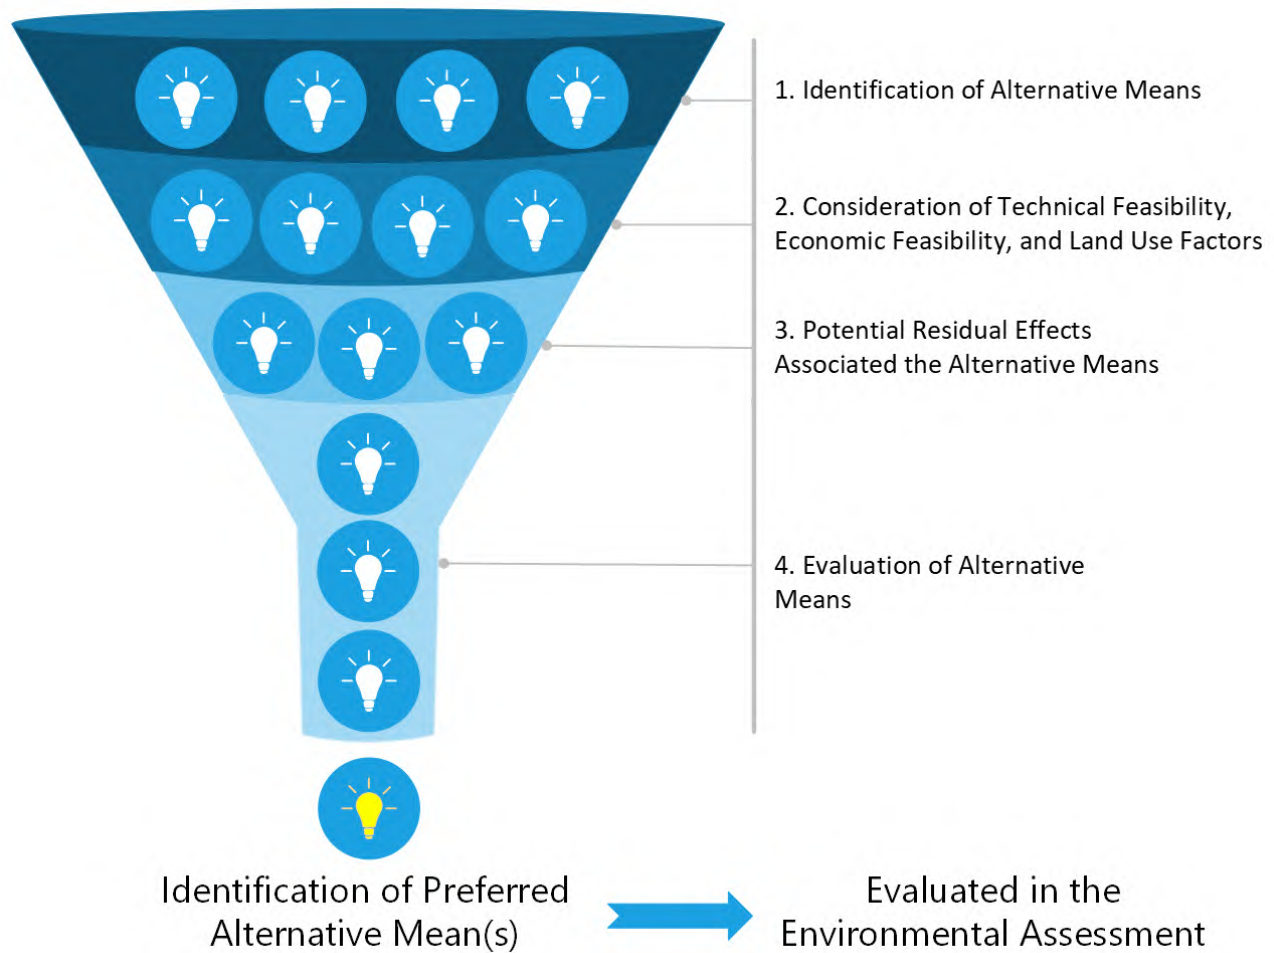 1. Identification of Alternative Means
2. Consideration of Technical Feasibility,
Economic Feasibility, and Land Use Factors
3. Potential Residual Effects
Associated the Alternative Means
4. Evaluation of Alternative
Means
Identification of Preferred
Alternative Mean(s)
Evaluated in the
Environmental Assessment